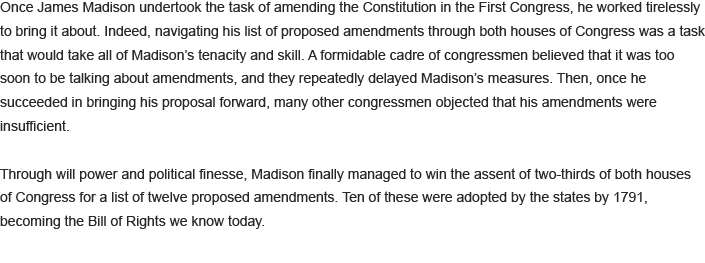 Once James Madison undertook the task of amending the Constitution in the First Congress, he worked tirelessly
to bring it about. Indeed, navigating his list of proposed amendments through both houses of Congress was a task
that would take all of Madison’s tenacity and skill. A formidable cadre of congressmen believed that it was too
soon to be talking about amendments, and they repeatedly delayed Madison’s measures. Then, once he
succeeded in bringing his proposal forward, many other congressmen objected that his amendments were
insufficient.
Through will power and political finesse, Madison finally managed to win the assent of two-thirds of both houses
of Congress for a list of twelve proposed amendments. Ten of these were adopted by the states by 1791,
becoming the Bill of Rights we know today.